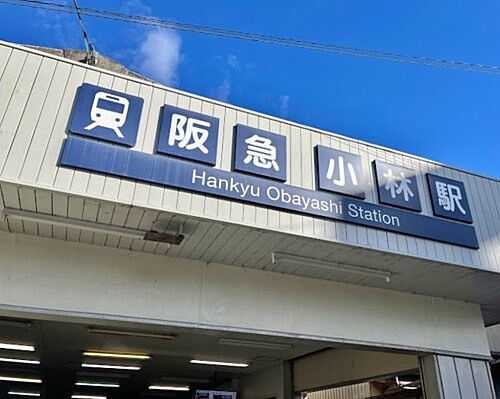 阪急 小林駅
Hankyu Obayashi Station